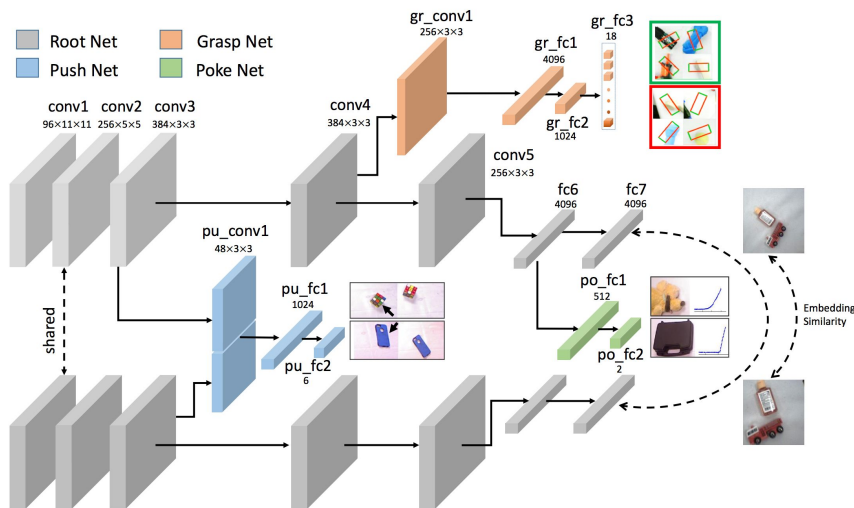 Root Net
Grasp Net
Push Net
Poke Net
conv1
96×11×11
conv2
256×5×5
conv3
384×3×3
conv4
384×3×3
gr_conv1
256×3×3
gr_fc1
4096
gr_fc2
1024
gr_fc3
18
conv5
256×3×3
fc6
4096
fc7
4096
pu_conv1
48×3×3
pu_fc1
1024
pu_fc2
6
po_fc1
512
po_fc2
2
shared
Embedding
Similarity